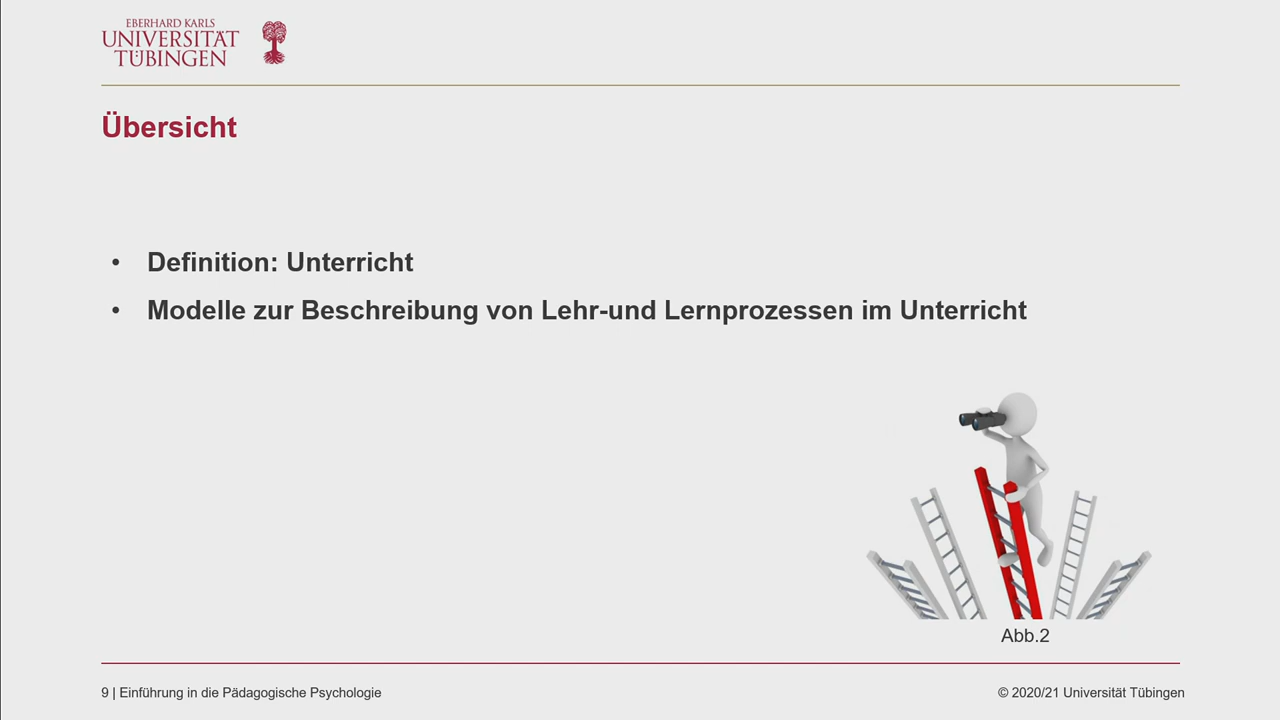 EBERHARD KARLS
UNIVERSITÄT
TÜBINGEN
Übersicht
• Definition: Unterricht
• Modelle zur Beschreibung von Lehr-und Lernprozessen im Unterricht
Abb.2
9 | Einführung in die Pädagogische Psychologie
© 2020/21 Universität Tübingen